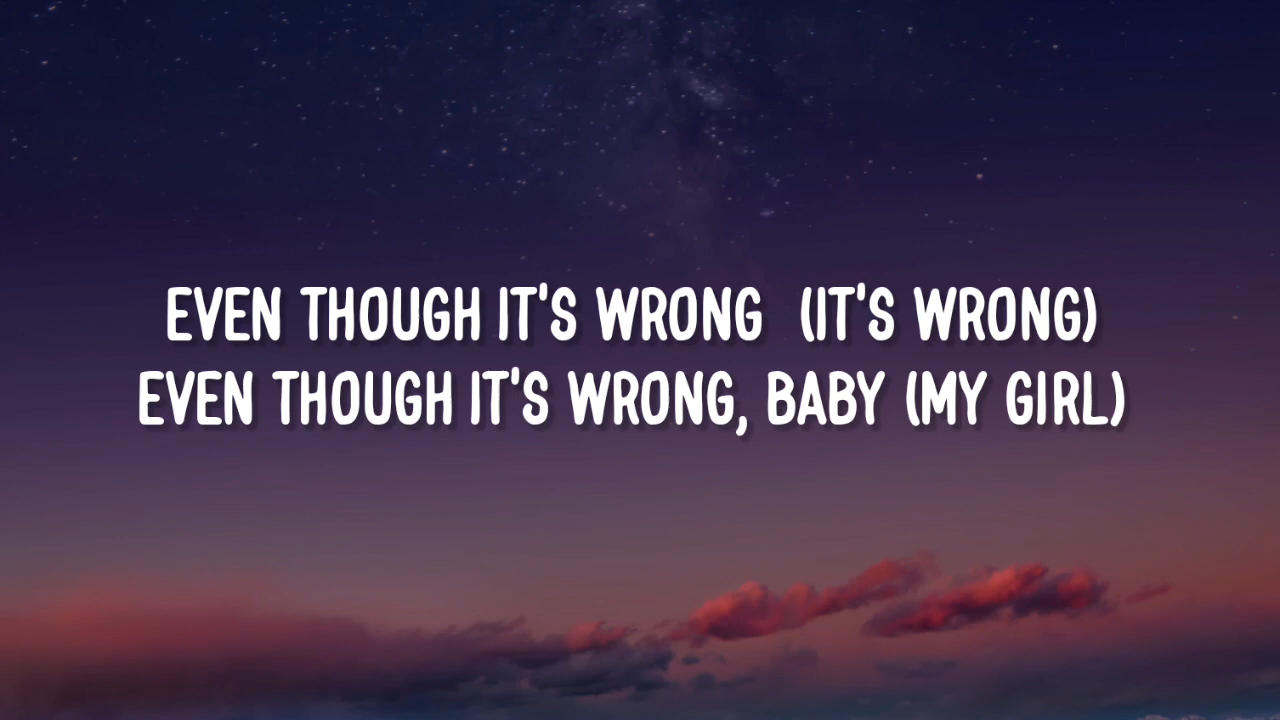 EVEN THOUGH IT'S WRONG (IT'S WRONG)
EVEN THOUGH IT'S WRONG, BABY (MY GIRL)